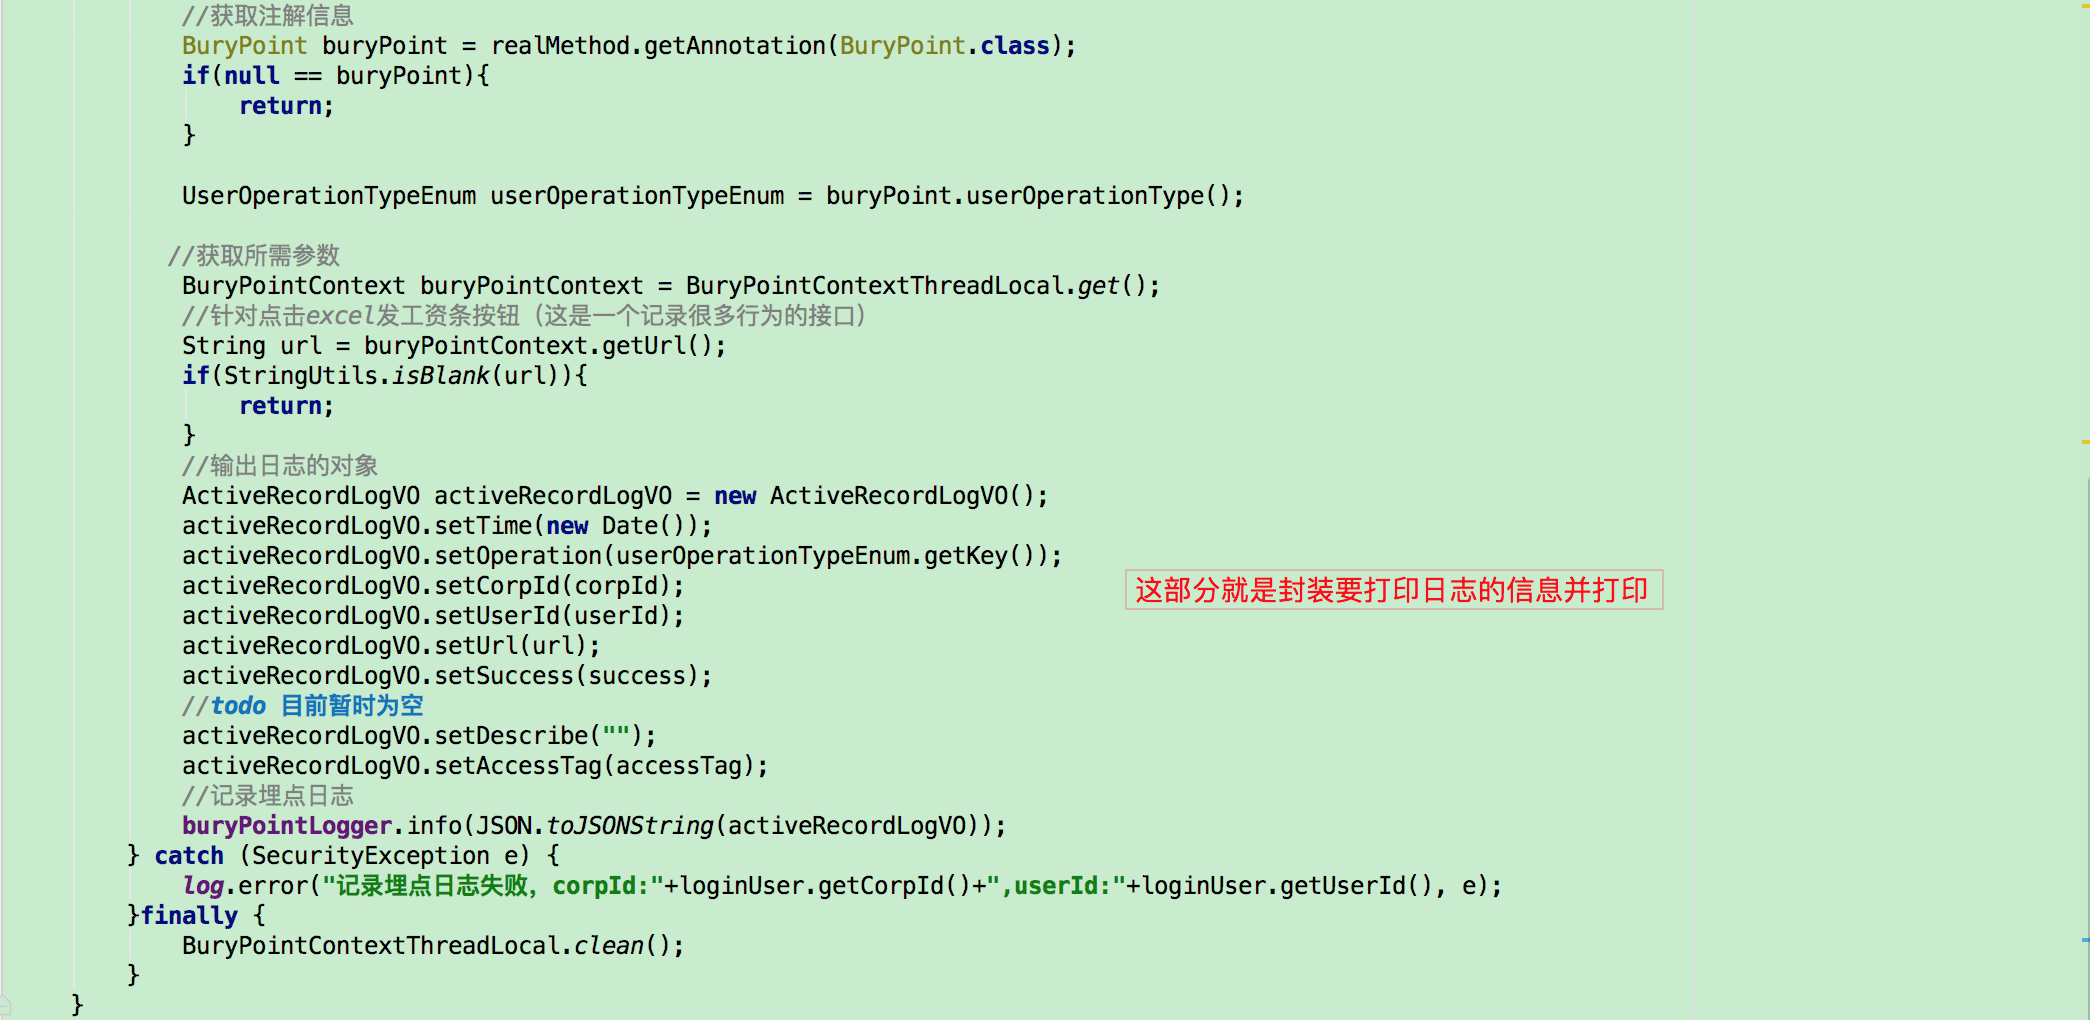 //获取注解信息
BuryPoint buryPoint = realMethod.getAnnotation(BuryPoint.class);
if(null == buryPoint){
return;
}
UserOperationTypeEnum userOperationTypeEnum = buryPoint.userOperationType();
//获取所需参数
BuryPointContext buryPointContext = BuryPointContextThreadLocal.get();
//针对点击excel发工资条按钮（这是一个记录很多行为的接口）
String url = buryPointContext.getUrl();
if(StringUtils.isBlank(url)){
return;
}
//输出日志的对象
ActiveRecordLogVO activeRecordLogVO = new ActiveRecordLogVO();
activeRecordLogVO.setTime(new Date());
activeRecordLogVO.setOperation(userOperationTypeEnum.getKey());
activeRecordLogVO.setCorpId(corpId);
这部分就是封装要打印日志的信息并打印
activeRecordLogVO.setUserId(userId);
activeRecordLogVO.setUrl(url);
activeRecordLogVO.setSuccess(success);
//todo 目前暂时为空
activeRecordLogVO.setDescribe("");
activeRecordLogVO.setAccessTag(accessTag);
//记录埋点日志
buryPointLogger.info(JSON.toJSONString(activeRecordLogVO));
} catch (SecurityException e) {
log.error("记录埋点日志失败，corpId:"+loginUser.getCorpId()+",userId:"+loginUser.getUserId(), e);
}finally {
BuryPointContextThreadLocal.clean();
}
}